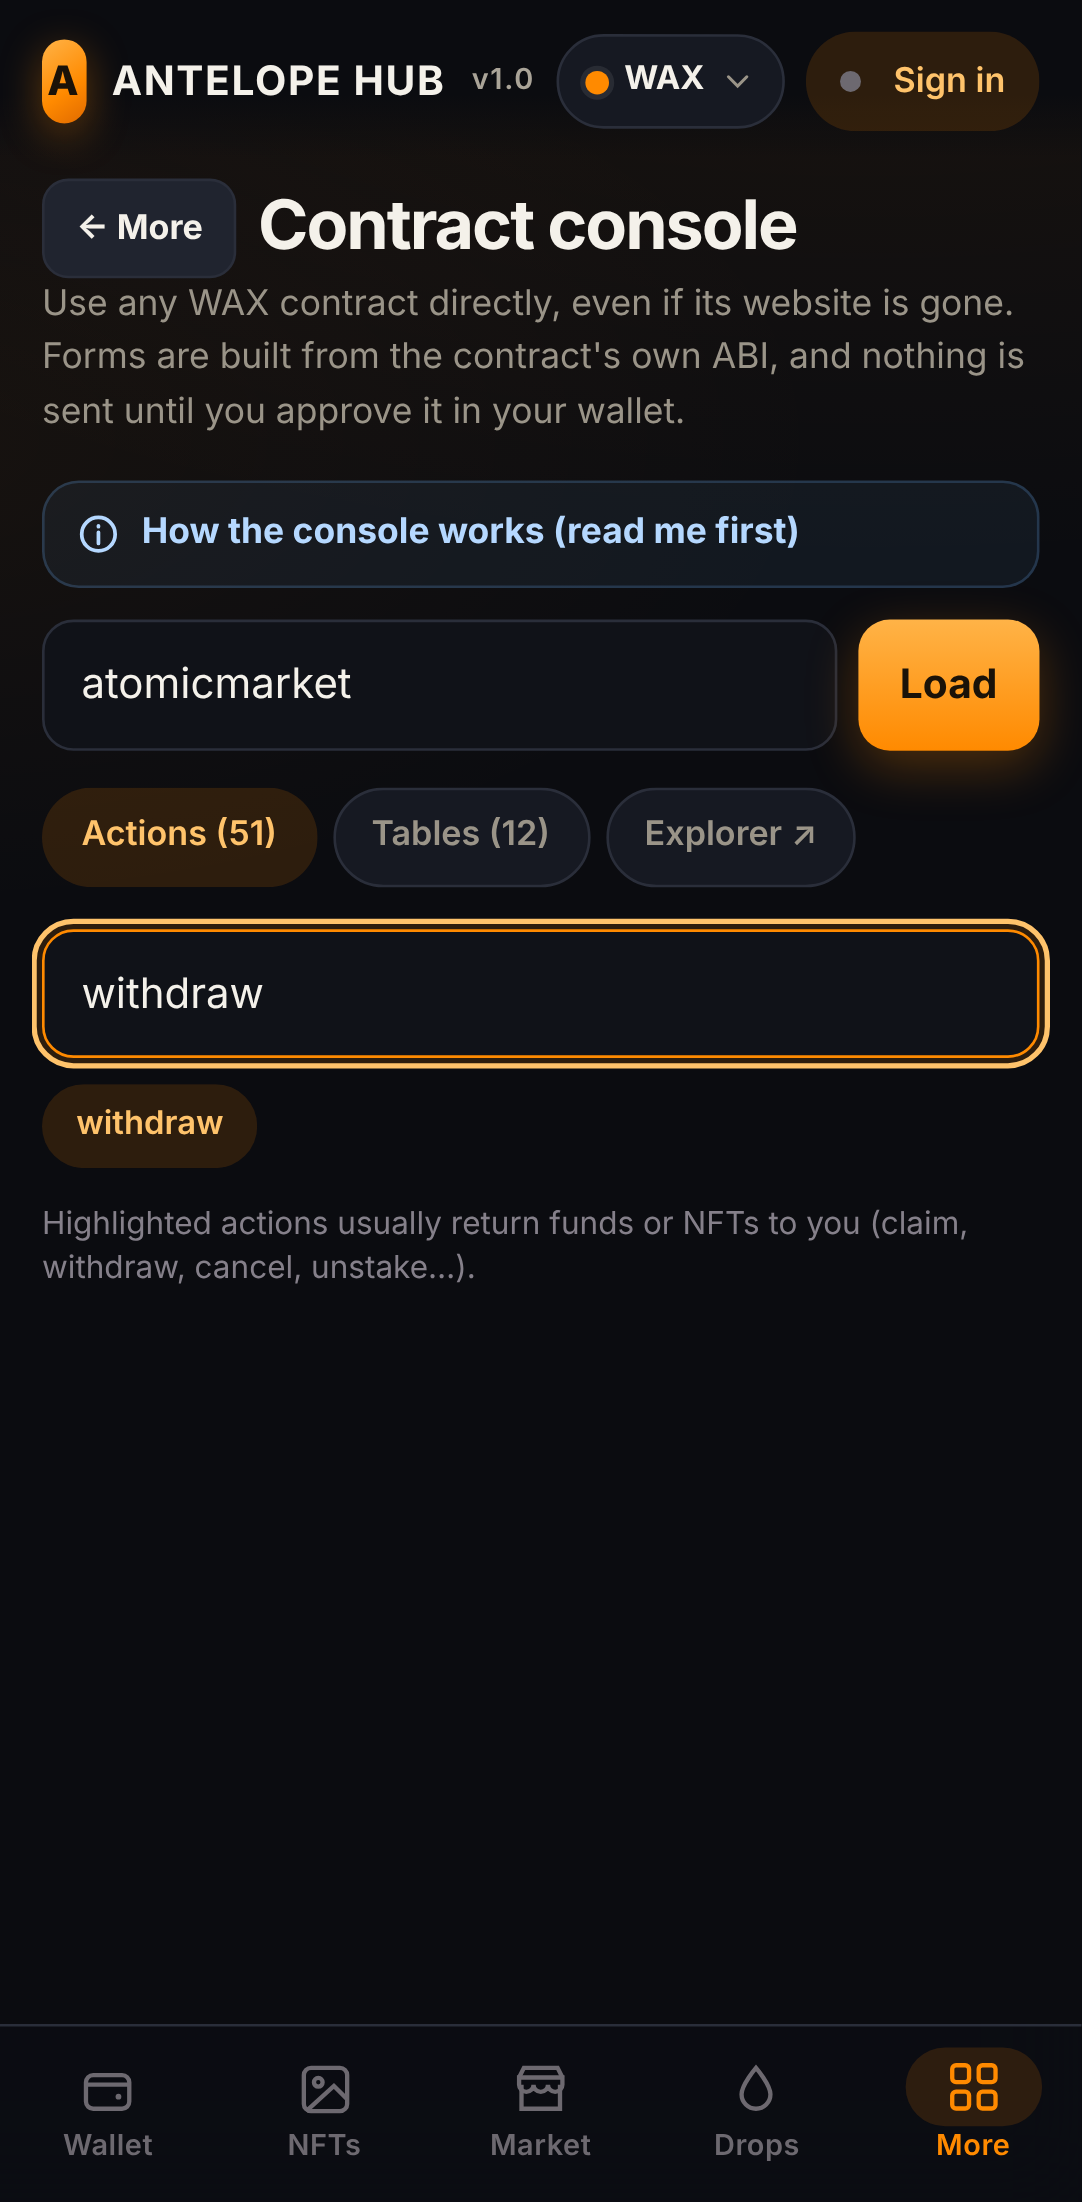 A ANTELOPE HUB v1.0 WAX Sign in
← More Contract console
Use any WAX contract directly, even if its website is gone.
Forms are built from the contract's own ABI, and nothing is
sent until you approve it in your wallet.
How the console works (read me first)
atomicmarket Load
Actions (51) Tables (12) Explorer ↗
withdraw
withdraw
Highlighted actions usually return funds or NFTs to you (claim,
withdraw, cancel, unstake...).
Wallet NFTs Market Drops More